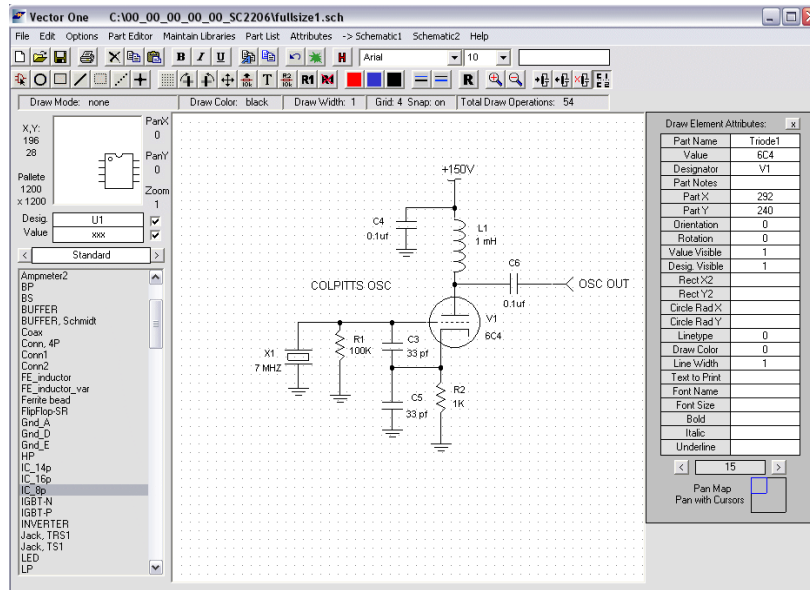 Vector One C:\00_00_00_00_00_SC2206\fullsize1.sch
File Edit Options Part Editor Maintain Libraries Part List Attributes -> Schematic1 Schematic2 Help
B I U H Arial 10
T R1 R
Draw Mode: none Draw Color: black Draw Width: 1 Grid: 4 Snap: on Total Draw Operations: 54
X,Y:
196
28
Pallete
1200
x 1200
PanX
0
PanY
0
Zoom
1
Desig. U1
Value xxx
< Standard >
Ampmeter2
BP
BS
BUFFER
BUFFER, Schmidt
Coax
Conn, 4P
Conn1
Conn2
FE_inductor
FE_inductor_var
Ferrite bead
FlipFlop-SR
Gnd_A
Gnd_D
Gnd_E
HP
IC_14p
IC_16p
IC_8p
IGBT-N
IGBT-P
INVERTER
Jack, TRS1
Jack, TS1
LED
LP
+150V
C4
0.1uf
L1
1 mH
C6
0.1uf
OSC OUT
COLPITTS OSC
V1
6C4
X1
7 MHZ
R1
100K
C3
33 pf
C5
33 pf
R2
1K
Draw Element Attributes: x
Part Name Triode1
Value 6C4
Designator V1
Part Notes
Part X 292
Part Y 240
Orientation 0
Rotation 0
Value Visible 1
Desig. Visible 1
Rect X2
Rect Y2
Circle Rad X
Circle Rad Y
Linetype 0
Draw Color 0
Line Width 1
Text to Print
Font Name
Font Size
Bold
Italic
Underline
< 15 >
Pan Map
Pan with Cursors